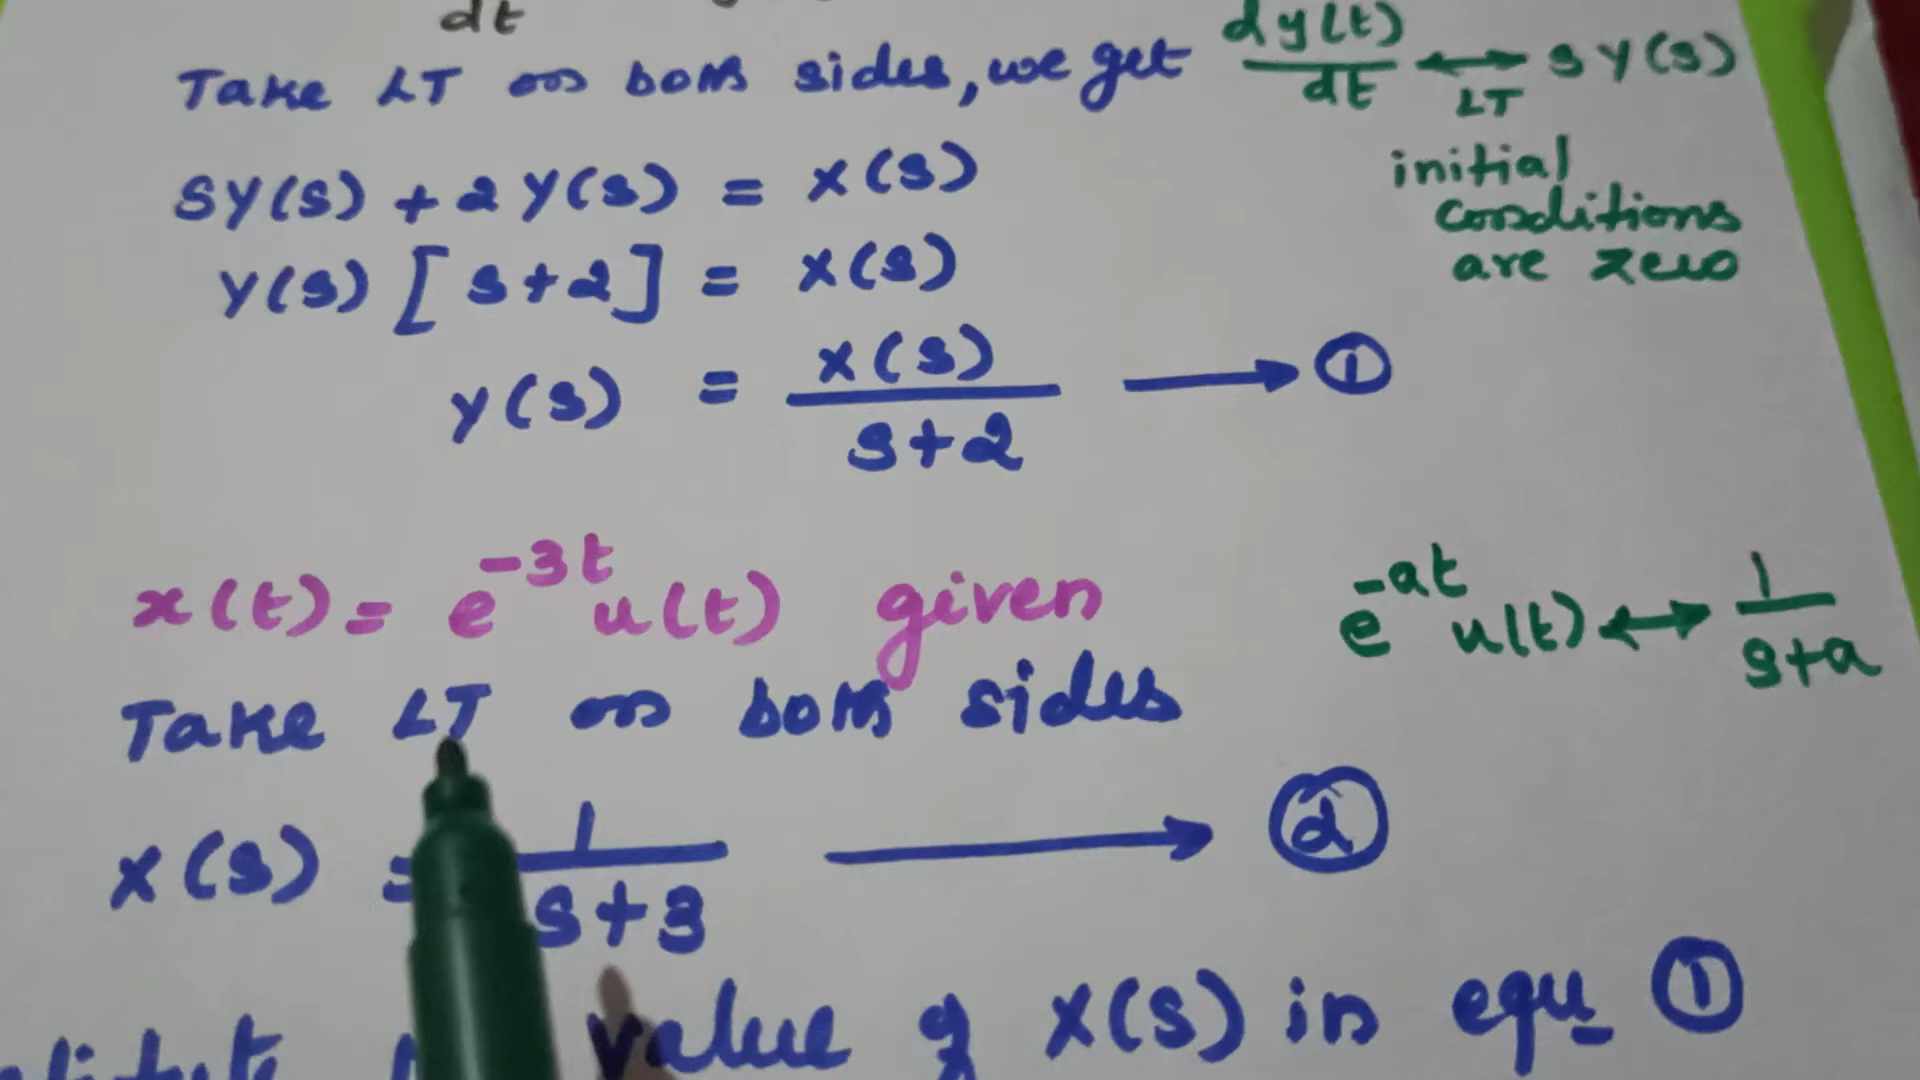 dt
Take LT on both sides, we get dy(t)/dt ↔ sY(s)
LT
initial
conditions
are zero
SY(s) + 2Y(s) = X(s)
Y(s) [s+2] = X(s)
Y(s) = X(s)/s+2 → ①
x(t) = e^-3t u(t) given
e^-at u(t) ↔ 1/s+a
Take LT on both sides
X(s) = 1/s+3 → ②
value of X(s) in equ ①